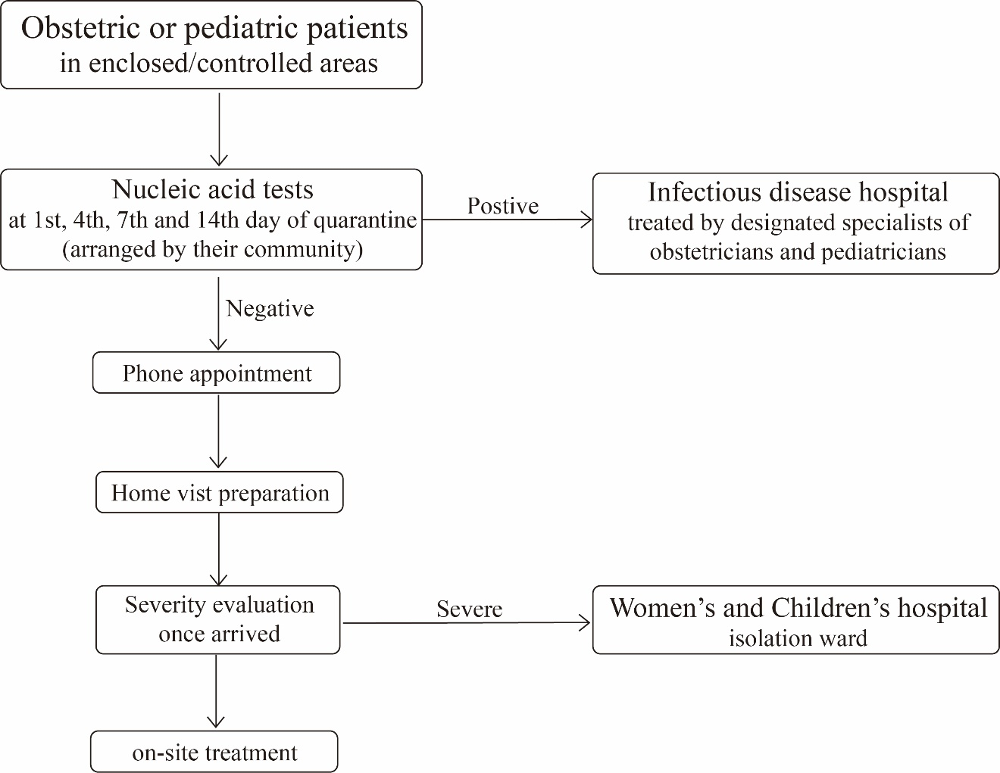 Obstetric or pediatric patients
in enclosed/controlled areas
Nucleic acid tests
at 1st, 4th, 7th and 14th day of quarantine
(arranged by their community)
Postive
Infectious disease hospital
treated by designated specialists of
obstetricians and pediatricians
Negative
Phone appointment
Home vist preparation
Severity evaluation
once arrived
Severe
Women's and Children's hospital
isolation ward
on-site treatment